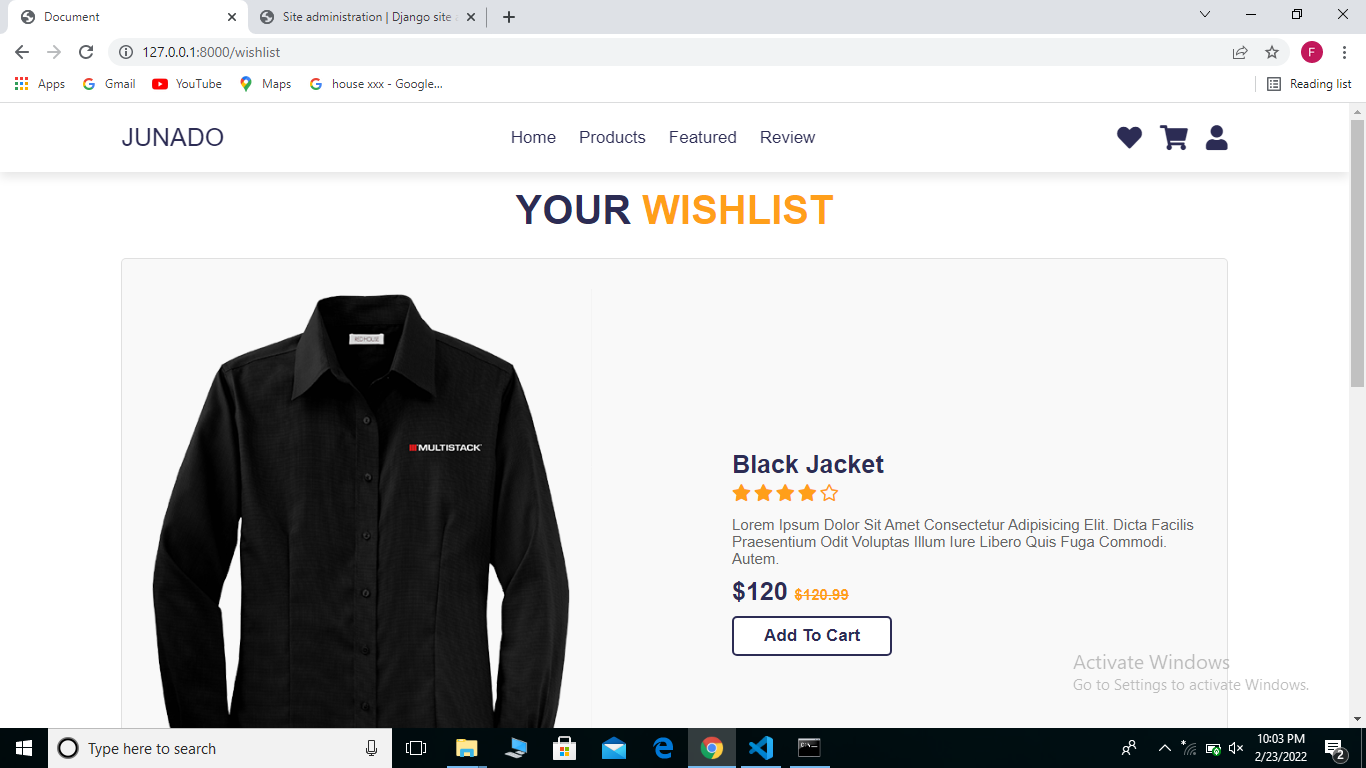 Document
Site administration | Django site
127.0.0.1:8000/wishlist
F
Apps Gmail YouTube Maps house xxx - Google... Reading list
JUNADO Home Products Featured Review
YOUR WISHLIST
MULTISTACK
Black Jacket
Lorem Ipsum Dolor Sit Amet Consectetur Adipisicing Elit. Dicta Facilis
Praesentium Odit Voluptas Illum Iure Libero Quis Fuga Commodi.
Autem.
$120 $120.99
Add To Cart
Activate Windows
Go to Settings to activate Windows.
Type here to search
10:03 PM
2/23/2022
2